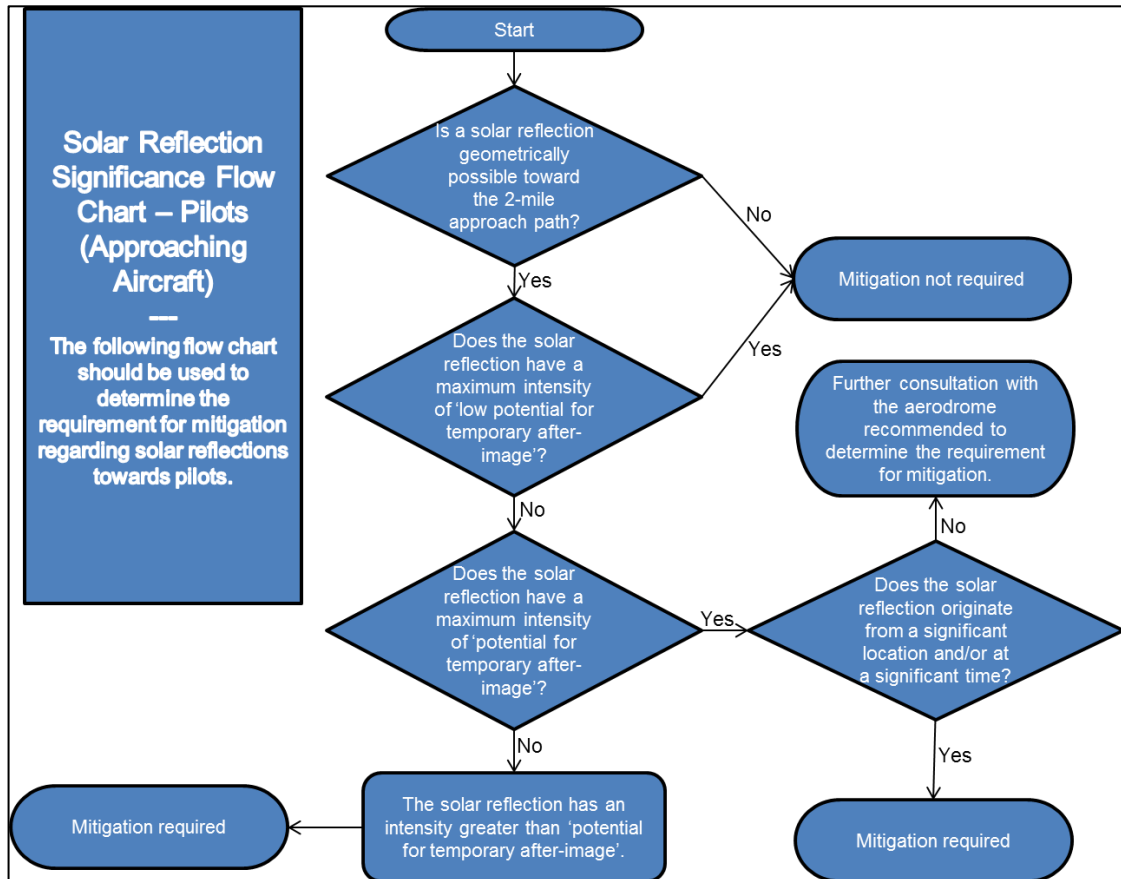 Solar Reflection
Significance Flow
Chart – Pilots
(Approaching
Aircraft)
---
The following flow chart
should be used to
determine the
requirement for mitigation
regarding solar reflections
towards pilots.
Start
Is a solar reflection
geometrically
possible toward
the 2-mile
approach path?
No
Yes
Mitigation not required
Does the solar
reflection have a
maximum intensity
of ‘low potential for
temporary after-
image’?
Yes
No
Further consultation with
the aerodrome
recommended to
determine the requirement
for mitigation.
No
Does the solar
reflection have a
maximum intensity
of ‘potential for
temporary after-
image’?
Yes
Does the solar
reflection originate
from a significant
location and/or at
a significant time?
No
Yes
The solar reflection has an
intensity greater than ‘potential
for temporary after-image’.
Mitigation required
Mitigation required